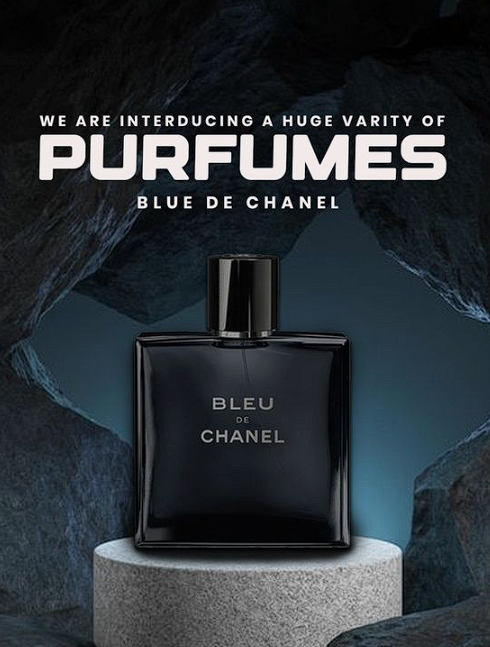 WE ARE INTERDUCING A HUGE VARITY OF
PURFUMES
BLUE DE CHANEL
BLEU
DE
CHANEL